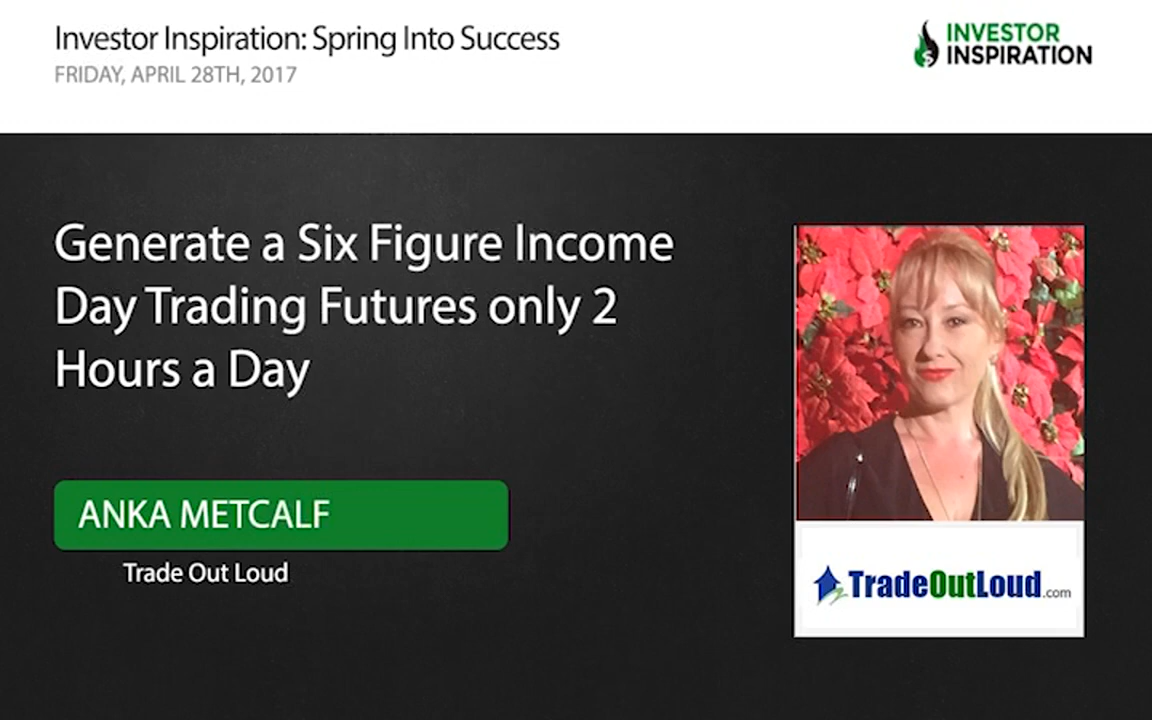 Investor Inspiration: Spring Into Success
FRIDAY, APRIL 28TH, 2017
INVESTOR
INSPIRATION
Generate a Six Figure Income
Day Trading Futures only 2
Hours a Day
ANKA METCALF
Trade Out Loud
TradeOutLoud.com